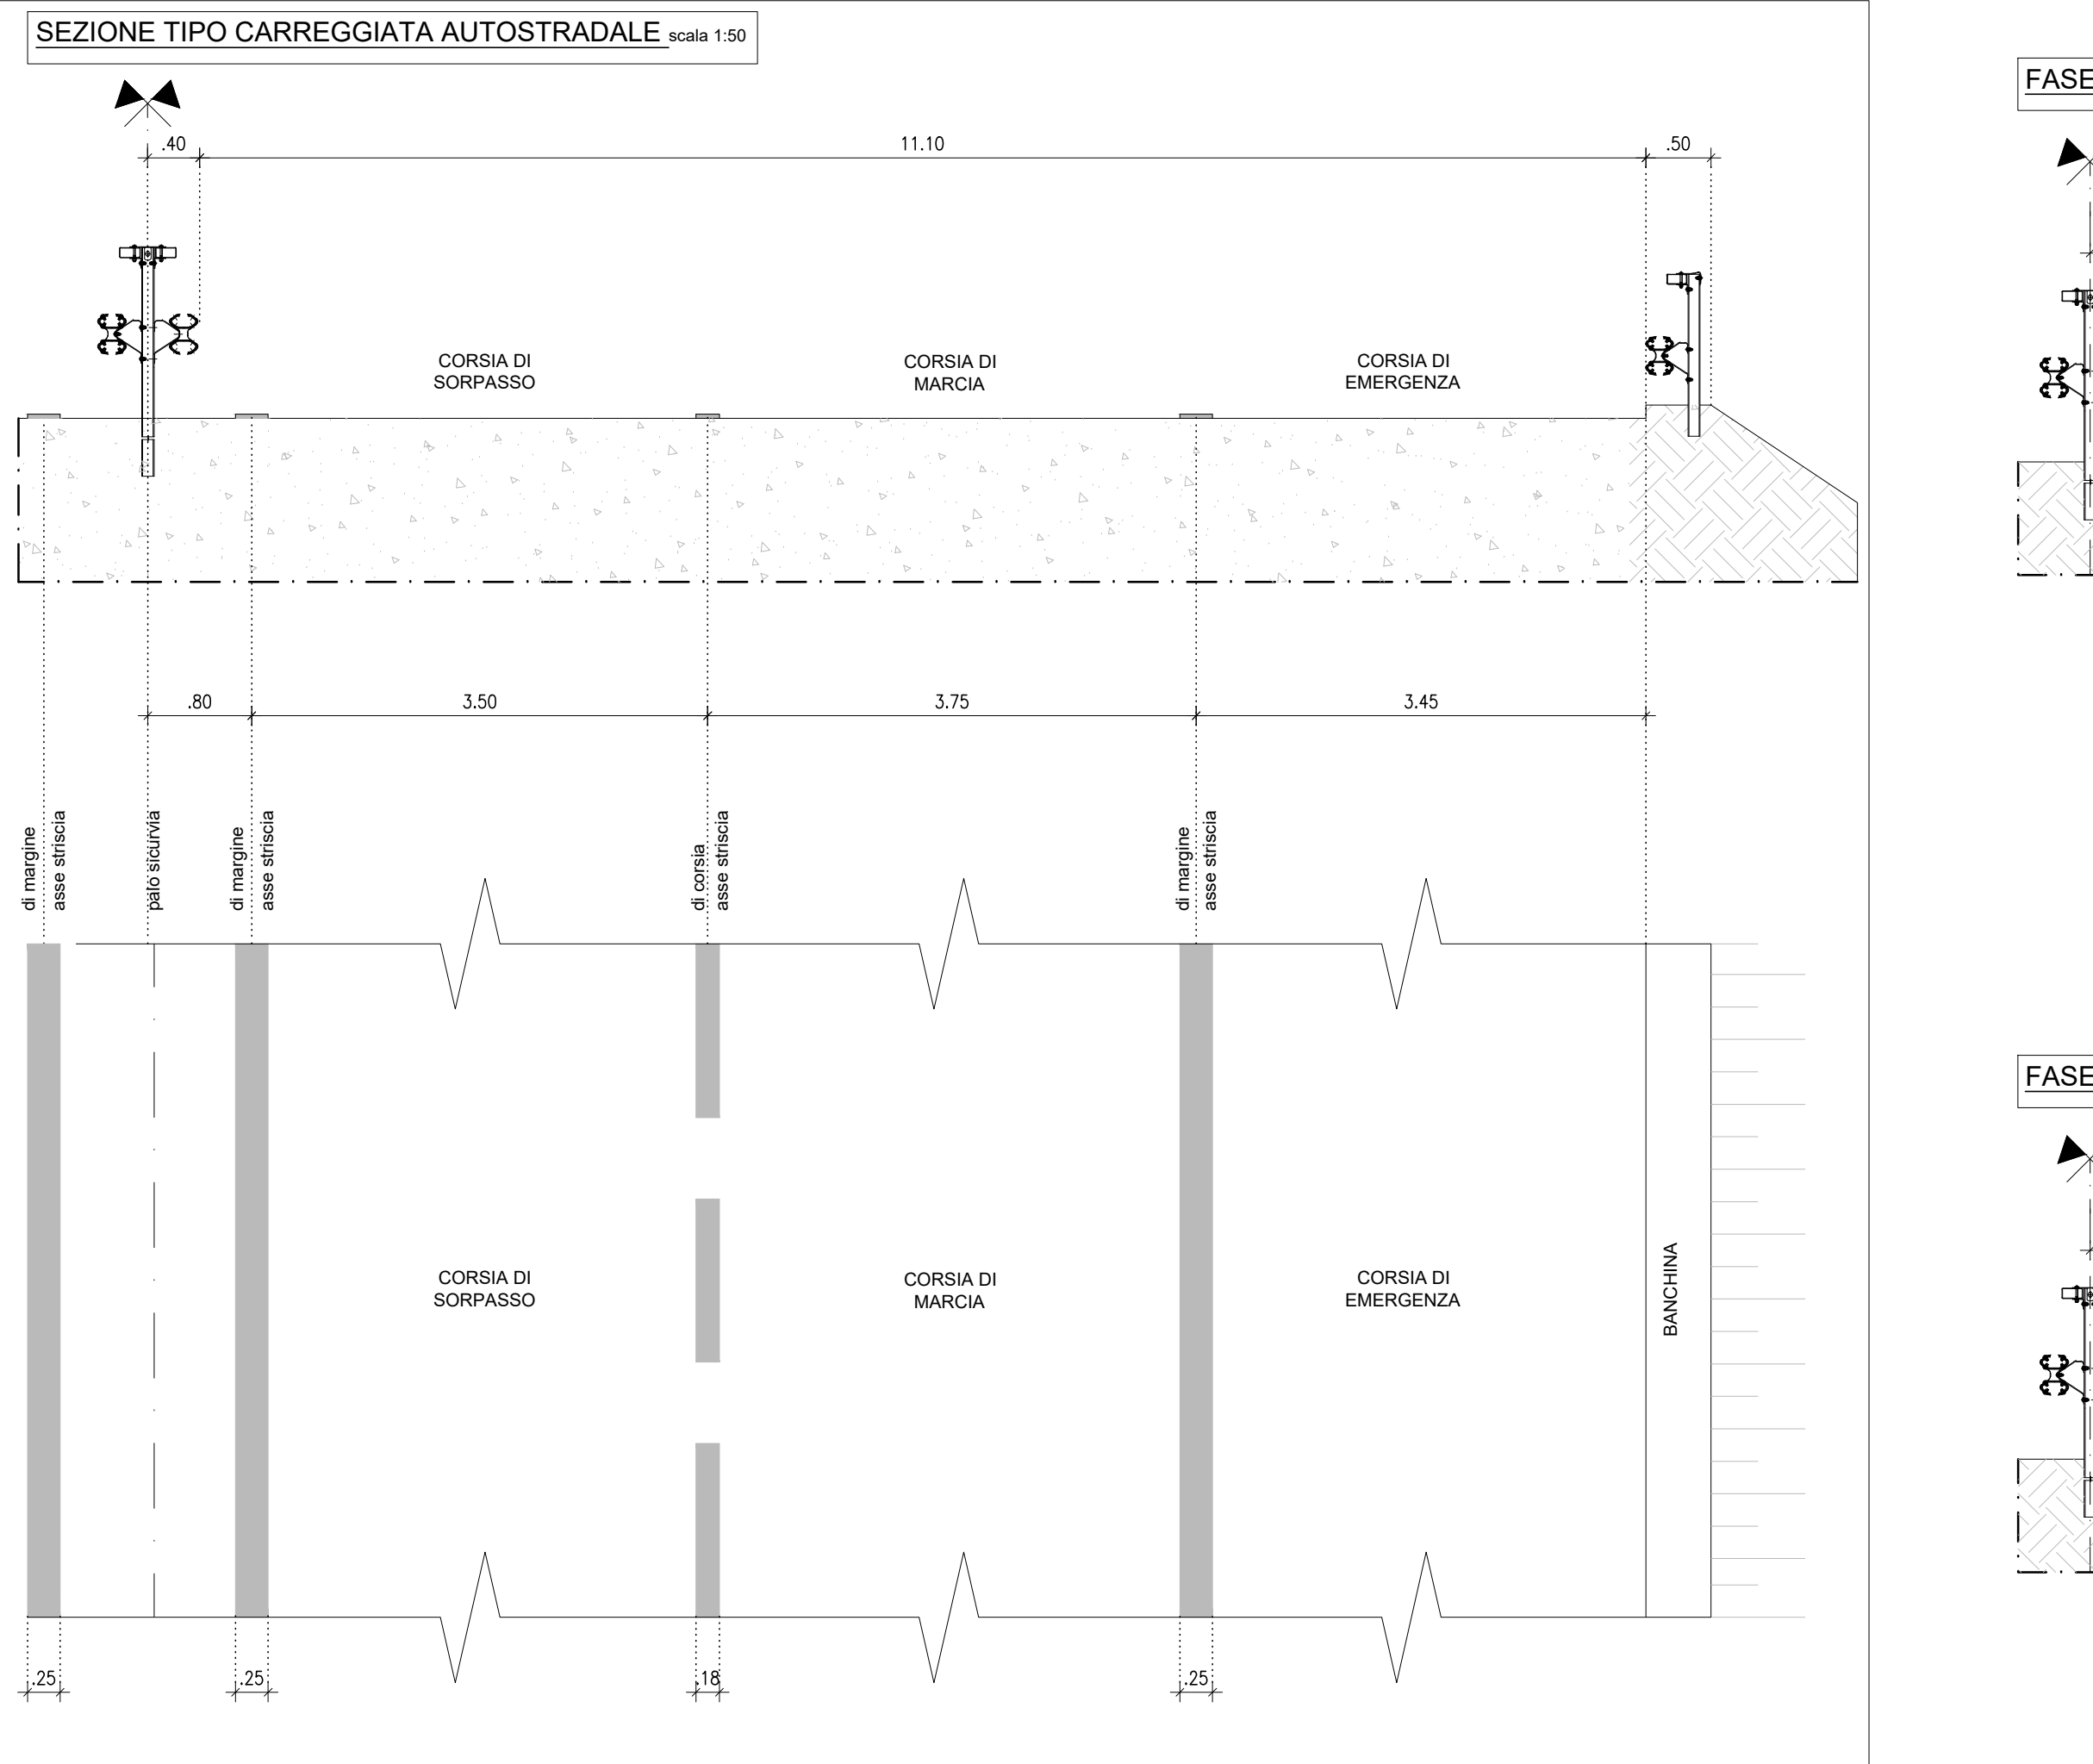 SEZIONE TIPO CARREGGIATA AUTOSTRADALE scala 1:50
FASE
.40
11.10
.50
CORSIA DI
SORPASSO
CORSIA DI
MARCIA
CORSIA DI
EMERGENZA
.80
3.50
3.75
3.45
di margine
asse striscia
palo sicurvia
di margine
asse striscia
di corsia
asse striscia
di margine
asse striscia
FASE
CORSIA DI
SORPASSO
CORSIA DI
MARCIA
CORSIA DI
EMERGENZA
BANCHINA
.25
.25
.18
.25